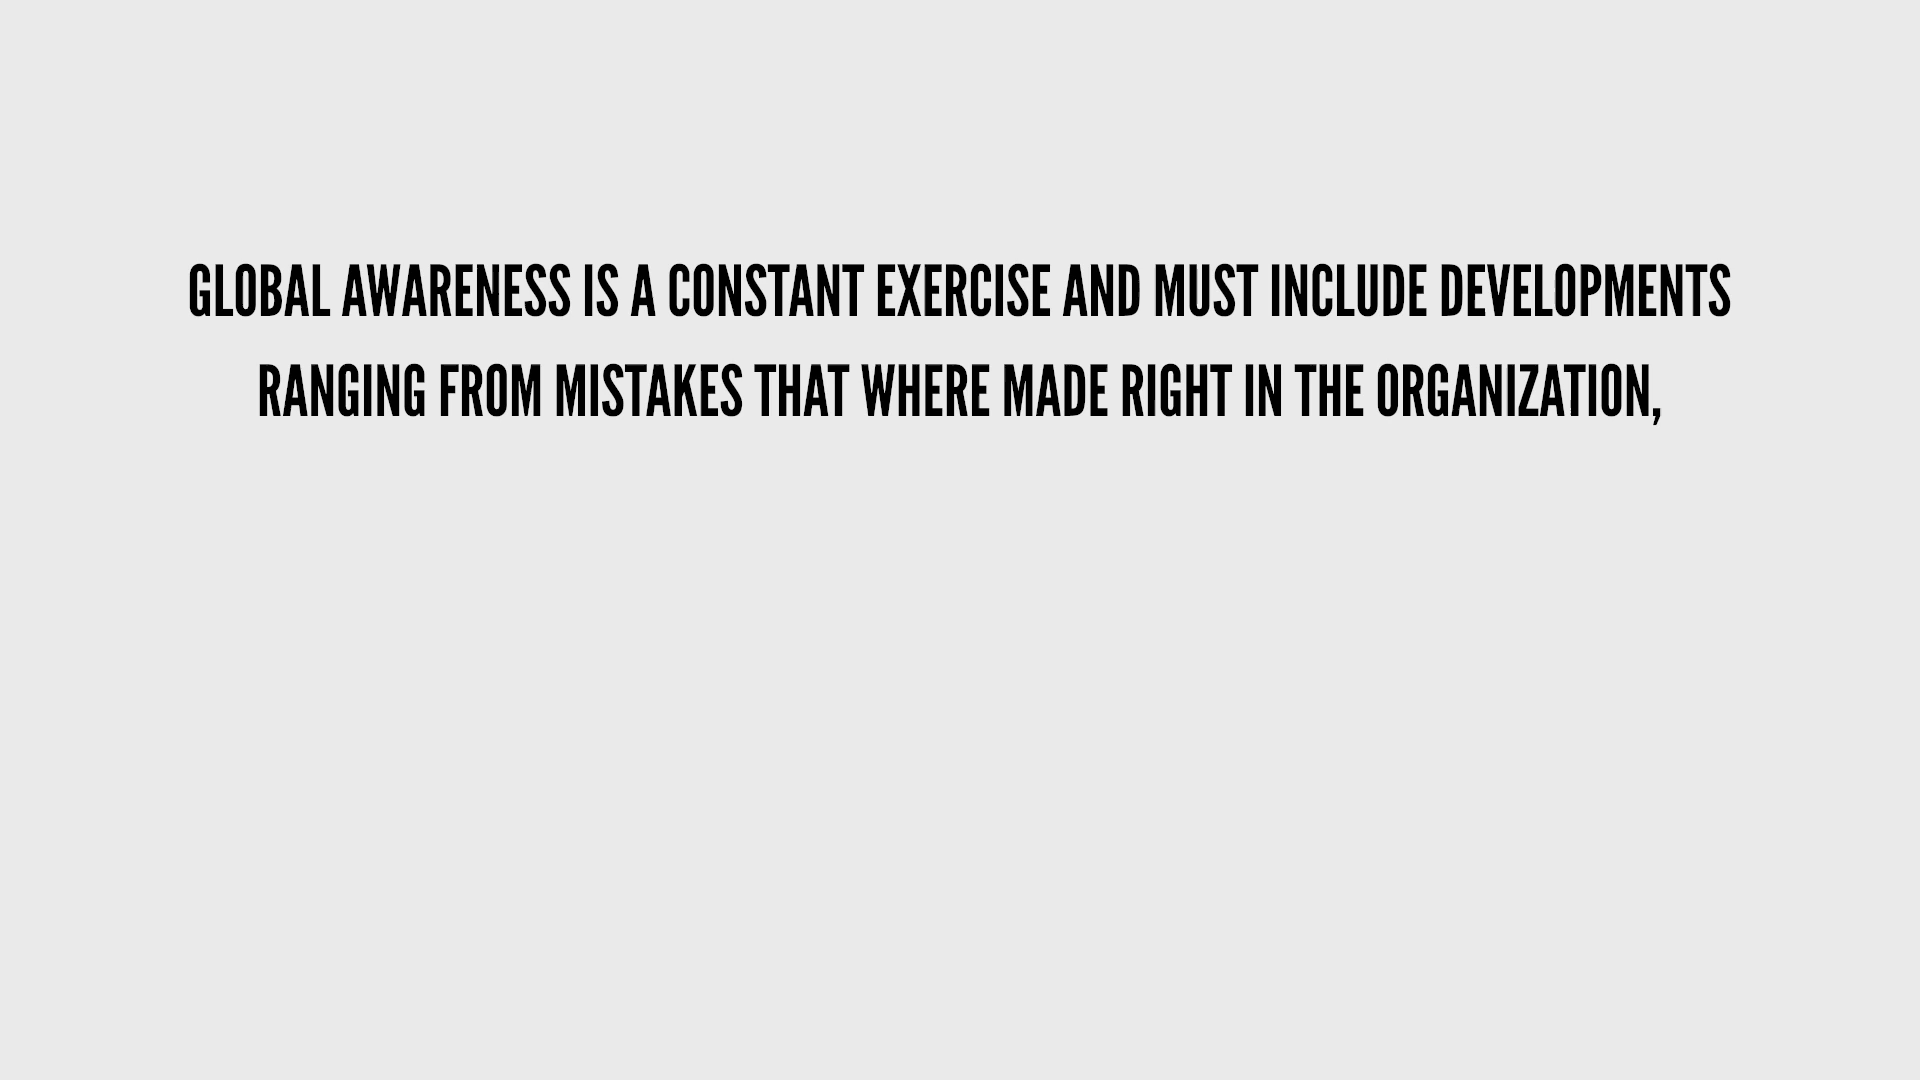 GLOBAL AWARENESS IS A CONSTANT EXERCISE AND MUST INCLUDE DEVELOPMENTS
RANGING FROM MISTAKES THAT WHERE MADE RIGHT IN THE ORGANIZATION,